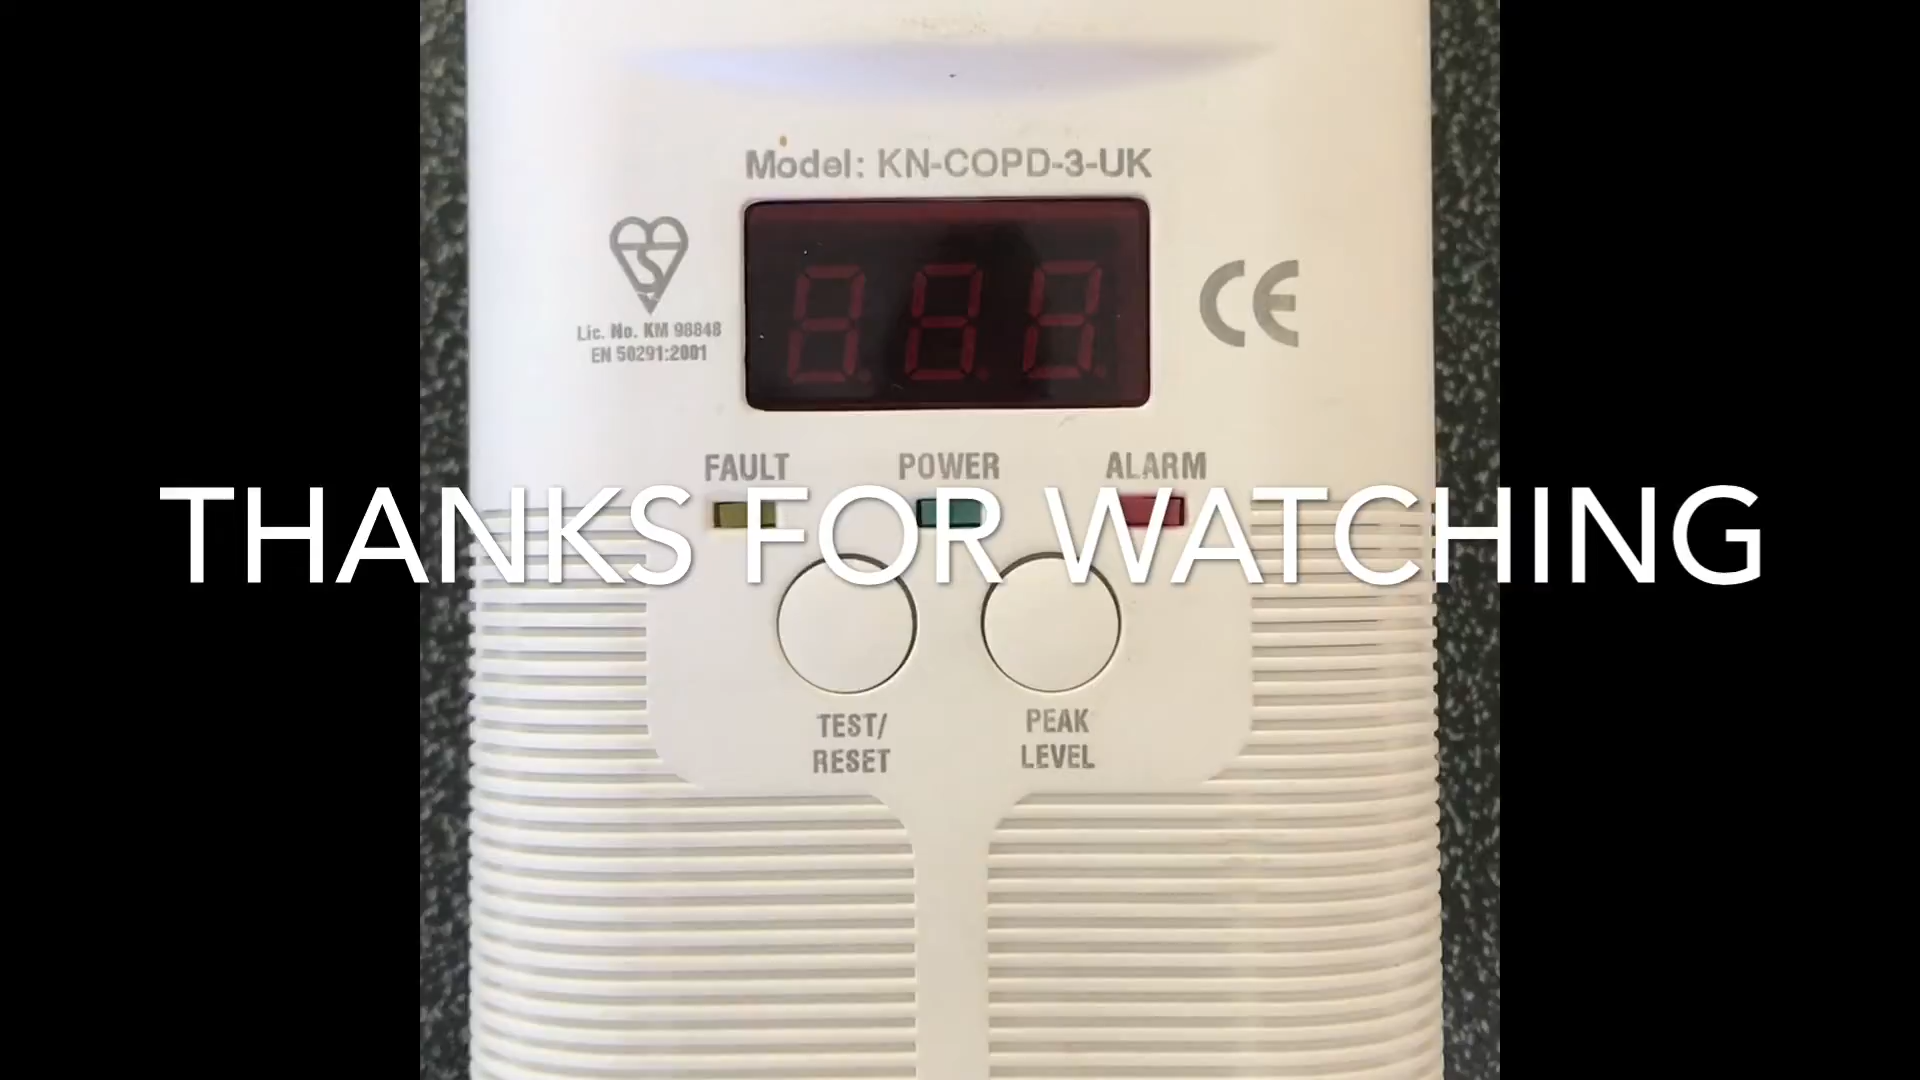 Model: KN-COPD-3-UK
Lic. No. KM 98848
EN 50291:2001
CE
FAULT POWER ALARM
THANKS FOR WATCHING
TEST/
RESET
PEAK
LEVEL